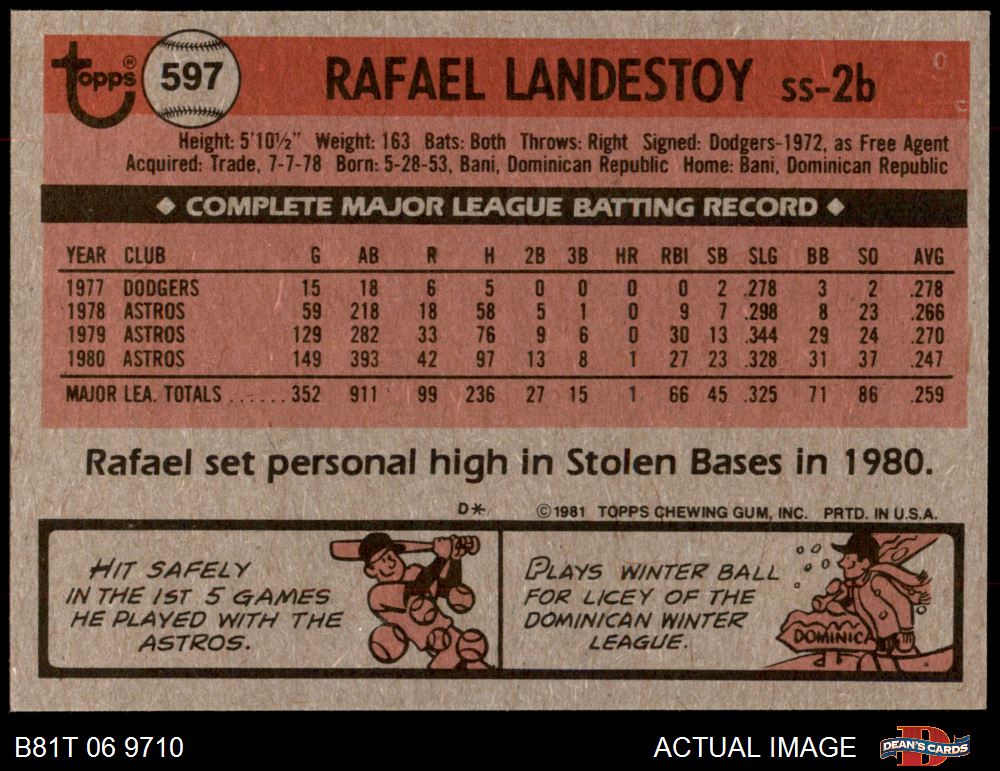 topps® 597 RAFAEL LANDESTOY ss-2b
Height: 5'10½" Weight: 163 Bats: Both Throws: Right Signed: Dodgers-1972, as Free Agent
Acquired: Trade, 7-7-78 Born: 5-28-53, Bani, Dominican Republic Home: Bani, Dominican Republic
◆ COMPLETE MAJOR LEAGUE BATTING RECORD ◆
YEAR CLUB G AB R H 2B 3B HR RBI SB SLG BB SO AVG
1977 DODGERS 15 18 6 5 0 0 0 0 2 .278 3 2 .278
1978 ASTROS 59 218 18 58 5 1 0 9 7 .298 8 23 .266
1979 ASTROS 129 282 33 76 9 6 0 30 13 .344 29 24 .270
1980 ASTROS 149 393 42 97 13 8 1 27 23 .328 31 37 .247
MAJOR LEA. TOTALS ......352 911 99 236 27 15 1 66 45 .325 71 86 .259
Rafael set personal high in Stolen Bases in 1980.
D* ©1981 TOPPS CHEWING GUM, INC. PRTD. IN U.S.A.
HIT SAFELY
IN THE 1ST 5 GAMES
HE PLAYED WITH THE
ASTROS.
PLAYS WINTER BALL
FOR LICEY OF THE
DOMINICAN WINTER
LEAGUE.
DOMINICA
B81T 06 9710 ACTUAL IMAGE DEAN'S CARDS